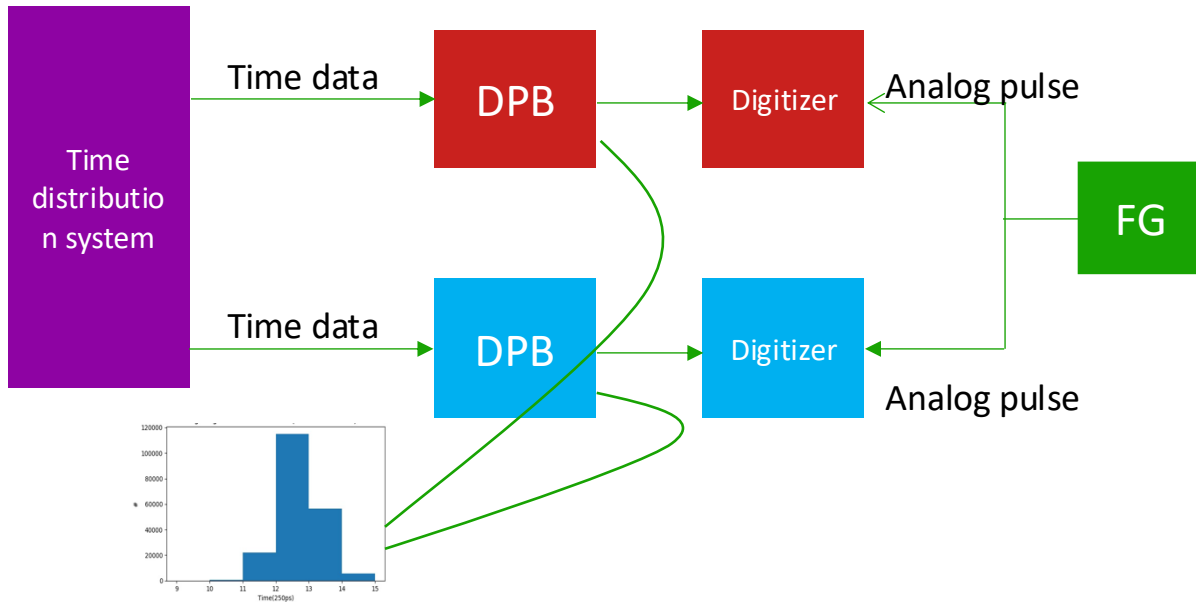 Time data
DPB
Digitizer
Analog pulse
Time
distributio
n system
FG
Time data
DPB
Digitizer
Analog pulse
120000
100000
80000
60000
40000
20000
0
#
9 10 11 12 13 14 15
Time(250ps)